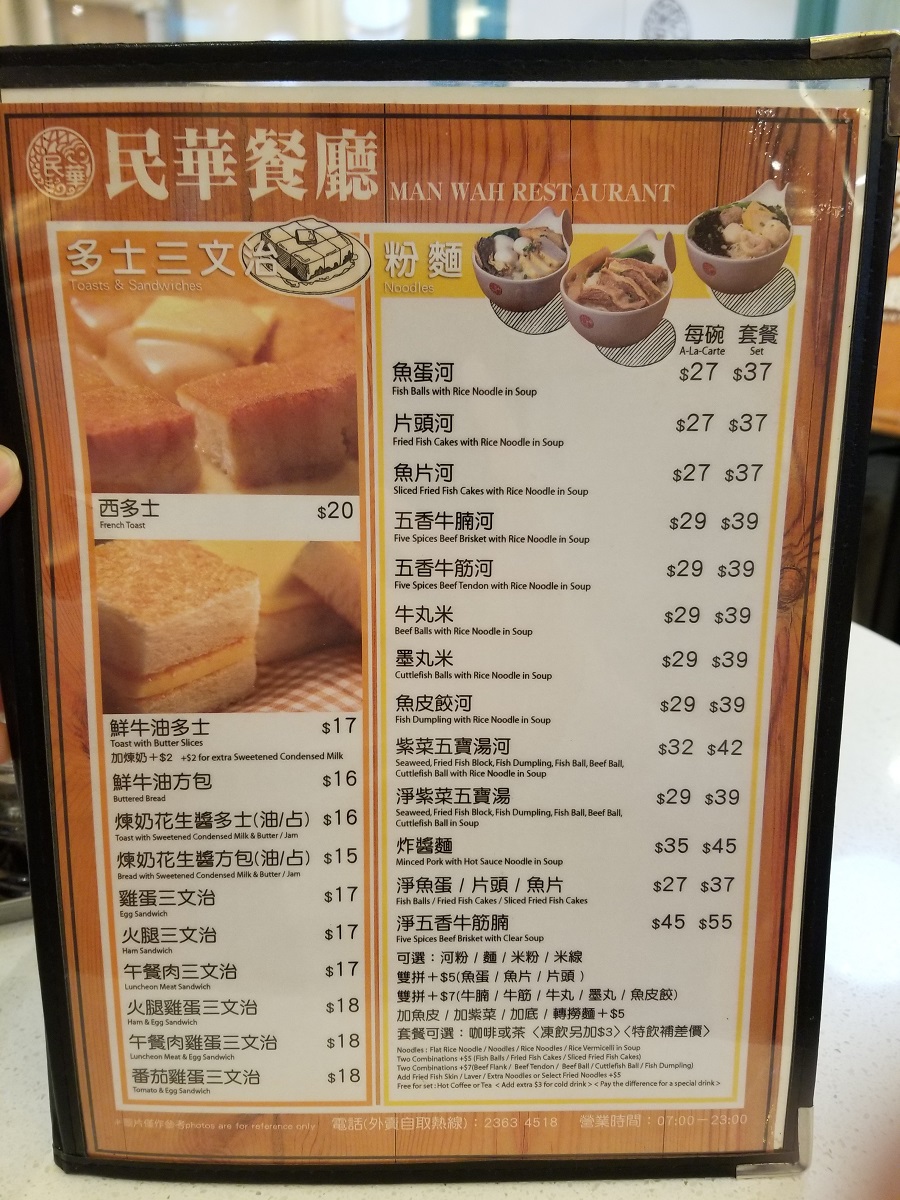 民華
民華餐廳 MAN WAH RESTAURANT
多士三文治
Toasts & Sandwiches
西多士 $20
French Toast
鮮牛油多士 $17
Toast with Butter Slices
加煉奶+$2 +$2 for extra Sweetened Condensed Milk
鮮牛油方包 $16
Buttered Bread
煉奶花生醬多士(油/占) $16
Toast with Sweetened Condensed Milk & Butter / Jam
煉奶花生醬方包(油/占) $15
Bread with Sweetened Condensed Milk & Butter / Jam
雞蛋三文治 $17
Egg Sandwich
火腿三文治 $17
Ham Sandwich
午餐肉三文治 $17
Luncheon Meat Sandwich
火腿雞蛋三文治 $18
Ham & Egg Sandwich
午餐肉雞蛋三文治 $18
Luncheon Meat & Egg Sandwich
番茄雞蛋三文治 $18
Tomato & Egg Sandwich
粉麵
Noodles
每碗 套餐
A-La-Carte Set
魚蛋河 $27 $37
Fish Balls with Rice Noodle in Soup
片頭河 $27 $37
Fried Fish Cakes with Rice Noodle in Soup
魚片河 $27 $37
Sliced Fried Fish Cakes with Rice Noodle in Soup
五香牛腩河 $29 $39
Five Spices Beef Brisket with Rice Noodle in Soup
五香牛筋河 $29 $39
Five Spices Beef Tendon with Rice Noodle in Soup
牛丸米 $29 $39
Beef Balls with Rice Noodle in Soup
墨丸米 $29 $39
Cuttlefish Balls with Rice Noodle in Soup
魚皮餃河 $29 $39
Fish Dumpling with Rice Noodle in Soup
紫菜五寶湯河 $32 $42
Seaweed, Fried Fish Block, Fish Dumpling, Fish Ball, Beef Ball,
Cuttlefish Ball with Rice Noodle in Soup
淨紫菜五寶湯 $29 $39
Seaweed, Fried Fish Block, Fish Dumpling, Fish Ball, Beef Ball,
Cuttlefish Ball in Soup
炸醬麵 $35 $45
Minced Pork with Hot Sauce Noodle in Soup
淨魚蛋 / 片頭 / 魚片 $27 $37
Fish Balls / Fried Fish Cakes / Sliced Fried Fish Cakes
淨五香牛筋腩 $45 $55
Five Spices Beef Brisket with Clear Soup
可選：河粉 / 麵 / 米粉 / 米線
雙拼+$5(魚蛋 / 魚片 / 片頭 )
雙拼+$7(牛腩 / 牛筋 / 牛丸 / 墨丸 / 魚皮餃)
加魚皮 / 加紫菜 / 加底 / 轉撈麵+$5
套餐可選：咖啡或茶〈凍飲另加$3〉〈特飲補差價〉
Noodles : Flat Rice Noodle / Noodles / Rice Noodles / Rice Vermicelli in Soup
Two Combinations +$5 (Fish Balls / Fried Fish Cakes / Sliced Fried Fish Cakes)
Two Combinations +$7(Beef Flank / Beef Tendon / Beef Ball / Cuttlefish Ball / Fish Dumpling)
Add Fried Fish Skin / Laver / Extra Noodles or Select Fried Noodles +$5
Free for set : Hot Coffee or Tea < Add extra $3 for cold drink > < Pay the difference for a special drink >
*圖片僅作參考photos are for reference only 電話(外賣自取熱線)：2363 4518 營業時間：07:00－23:00